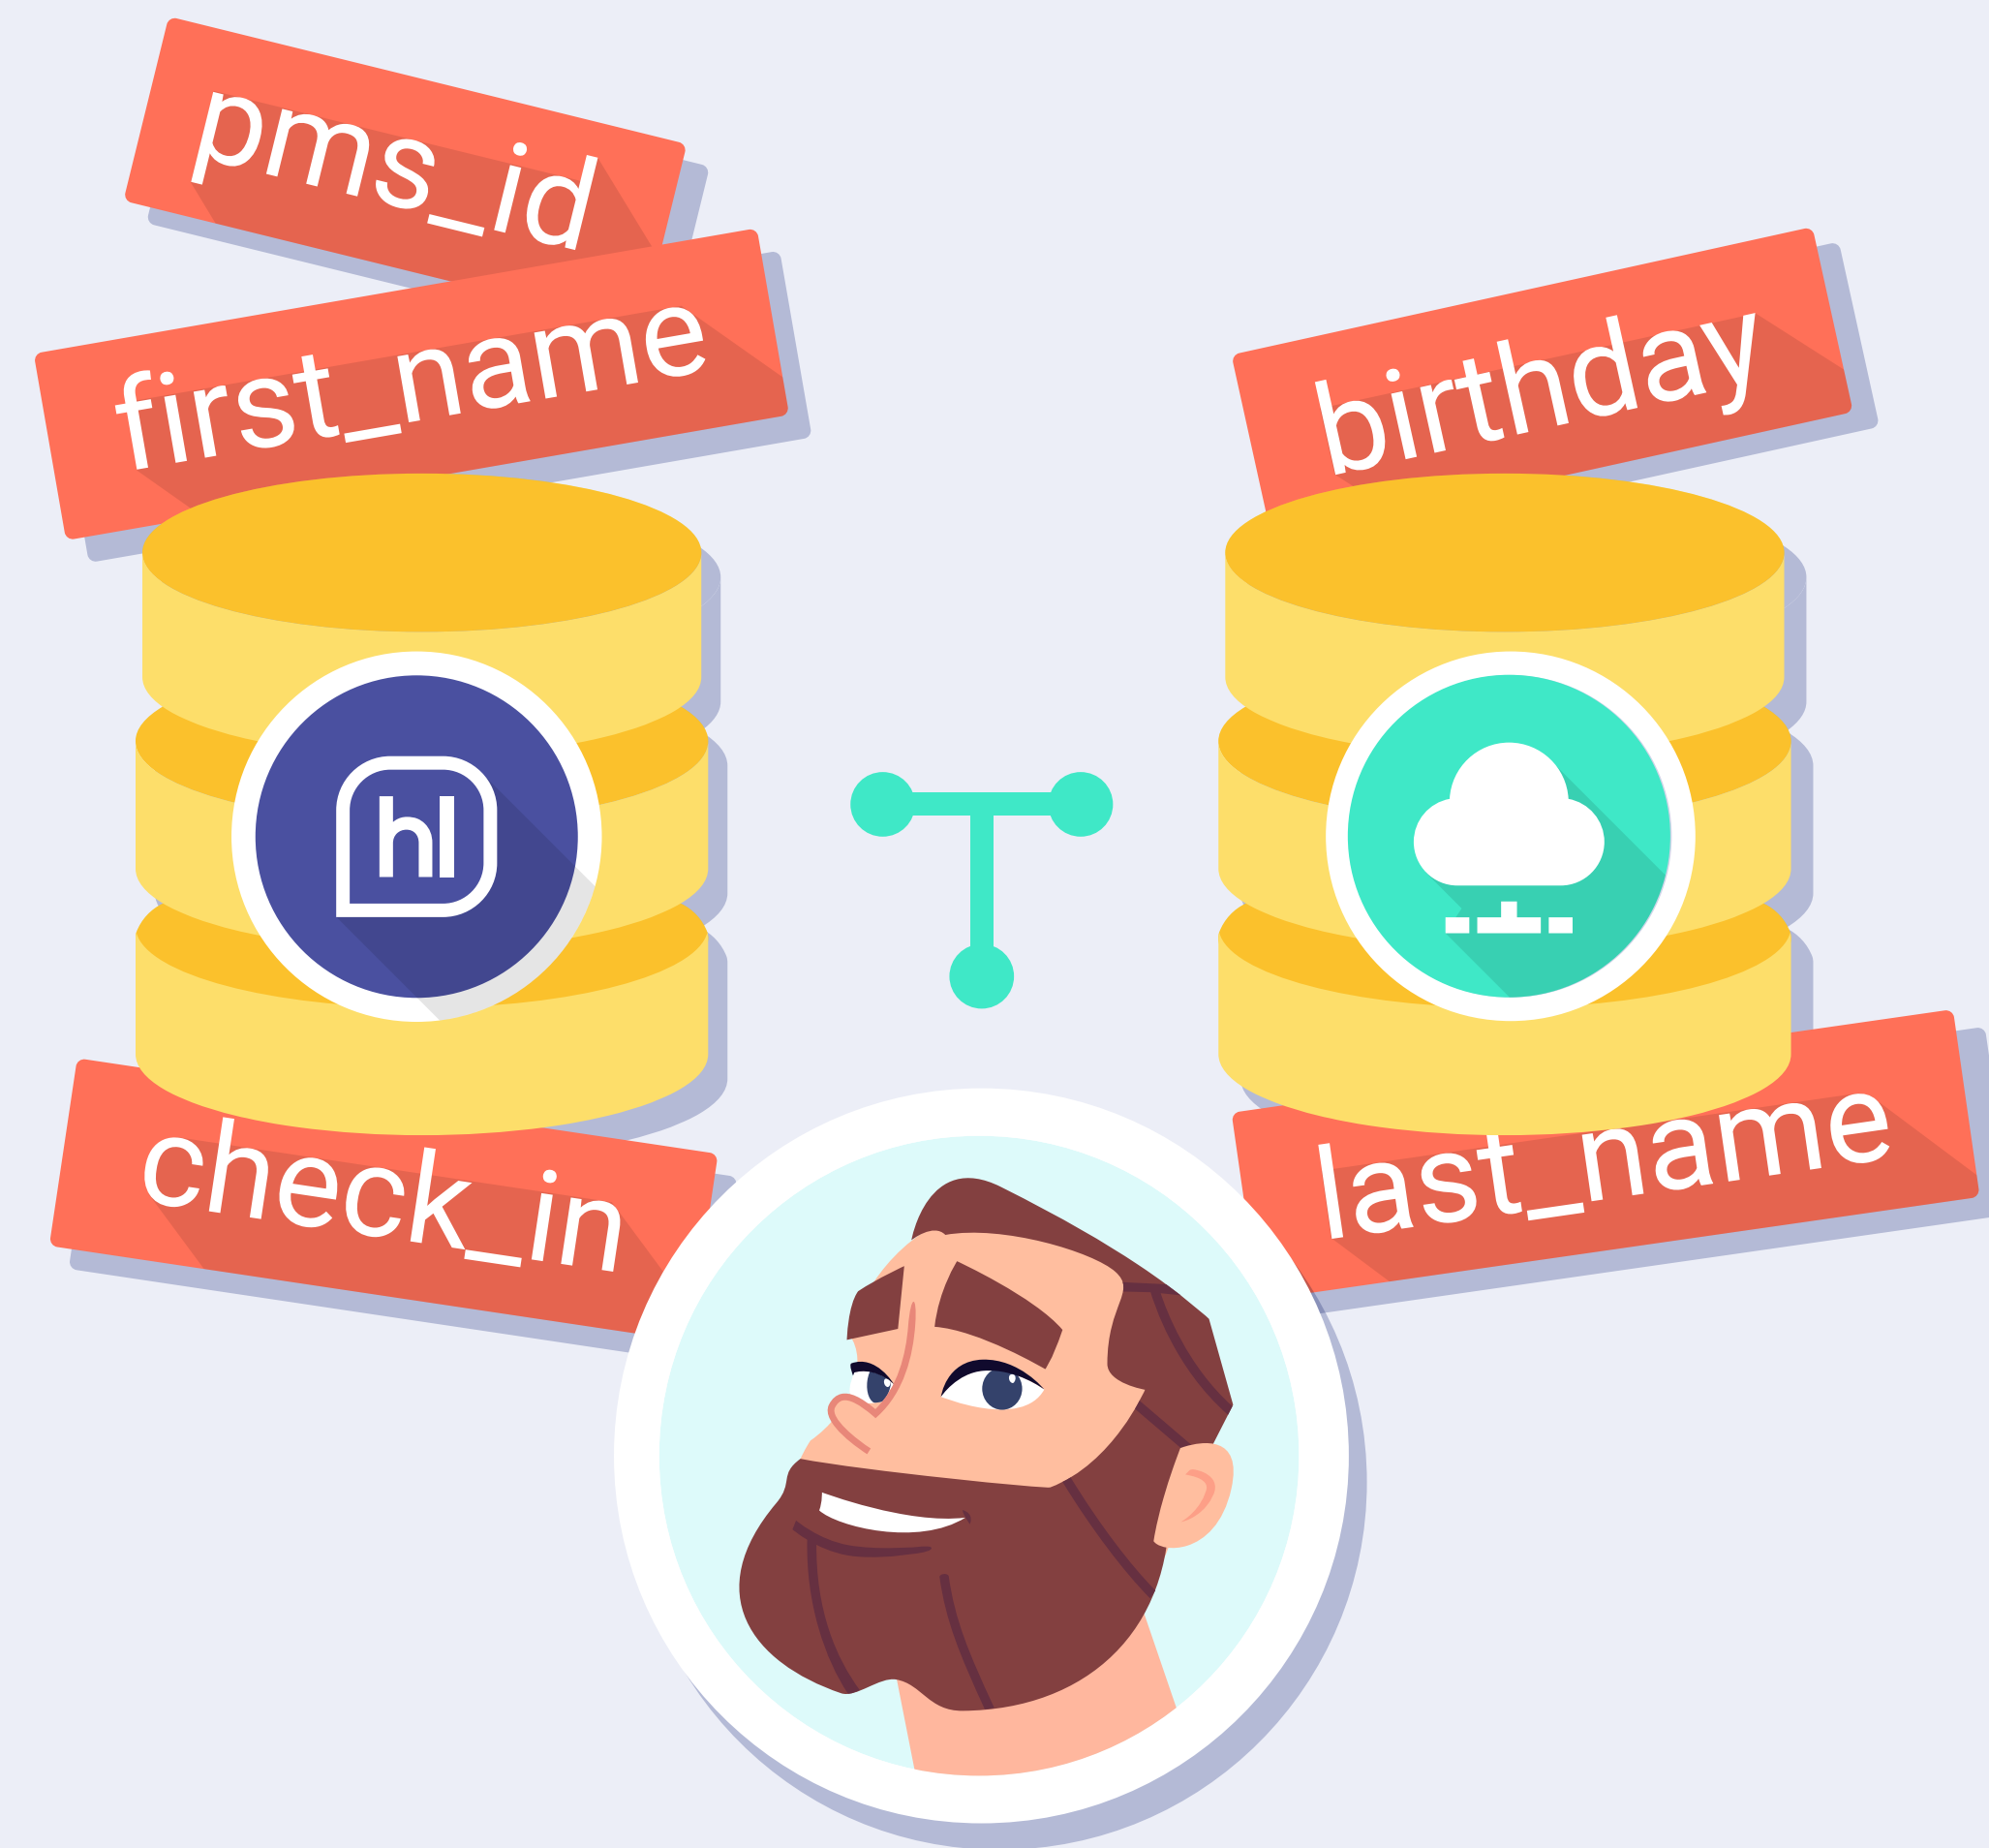 pms_id
first_name
birthday
hl
check_in
last_name